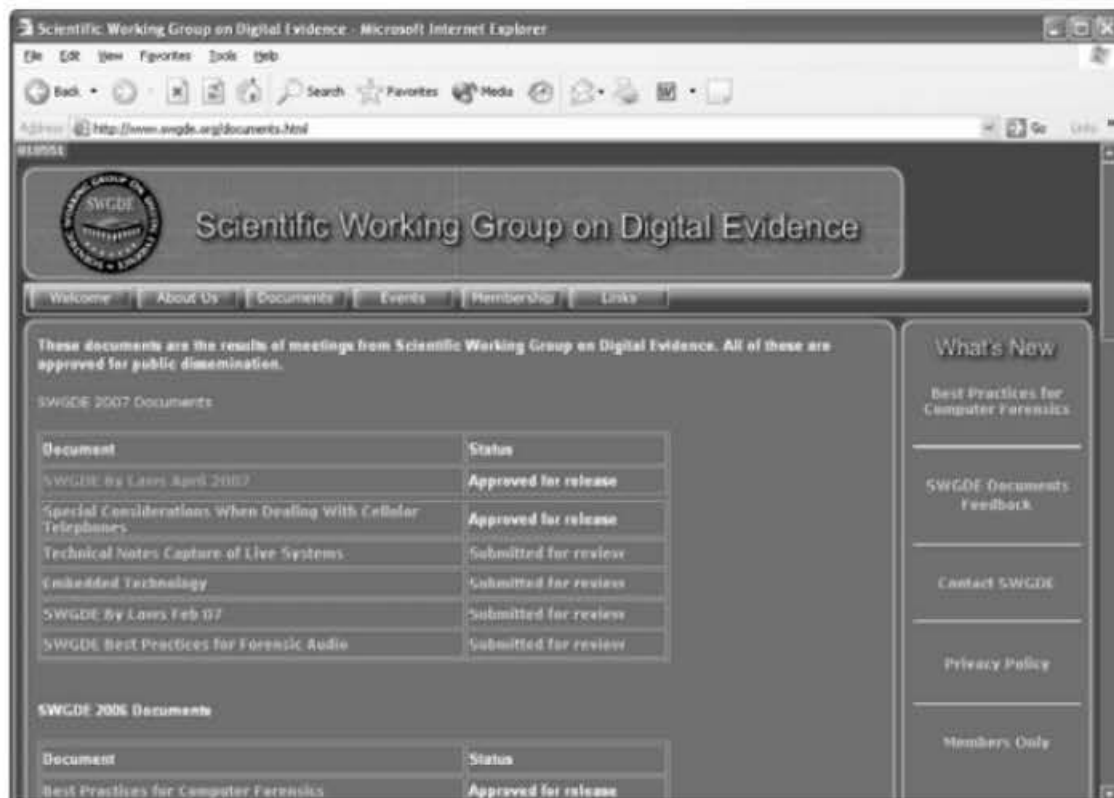 Scientific Working Group on Digital Evidence - Microsoft Internet Explorer
File Edit View Favorites Tools Help
Back Search Favorites Media
Address http://www.swgde.org/documents.html Go Links »
SWGDE
Scientific Working Group on Digital Evidence
Welcome About Us Documents Events Membership Links
These documents are the results of meetings from Scientific Working Group on Digital Evidence. All of these are
approved for public dissemination.
SWGDE 2007 Documents
Document Status
SWGDE By Laws April 2007 Approved for release
Special Considerations When Dealing With Cellular
Telephones Approved for release
Technical Notes Capture of Live Systems Submitted for review
Embedded Technology Submitted for review
SWGDE By Laws Feb 07 Submitted for review
SWGDE Best Practices for Forensic Audio Submitted for review
SWGDE 2006 Documents
Document Status
Best Practices for Computer Forensics Approved for release
What's New
Best Practices for
Computer Forensics
SWGDE Documents
Feedback
Contact SWGDE
Privacy Policy
Members Only